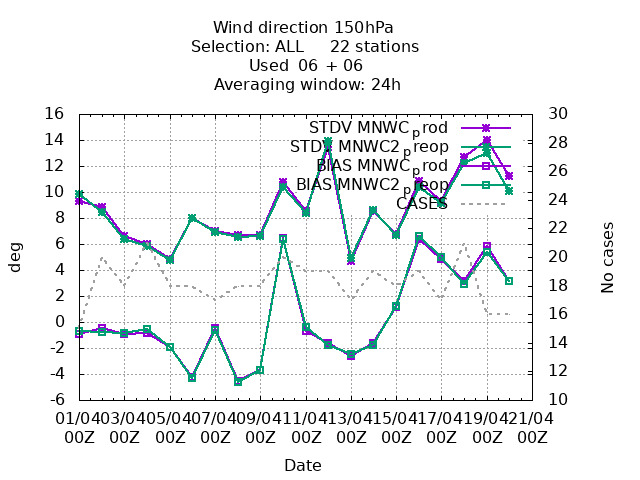 Wind direction 150hPa
Selection: ALL 22 stations
Used 06 + 06
Averaging window: 24h
STDV MNWC_prod
STDV MNWC2_preop
BIAS MNWC_prod
BIAS MNWC2_preop
CASES
deg
16
14
12
10
8
6
4
2
0
-2
-4
-6
No cases
30
28
26
24
22
20
18
16
14
12
10
01/04 03/04 05/04 07/04 09/04 11/04 13/04 15/04 17/04 19/04 21/04
00Z 00Z 00Z 00Z 00Z 00Z 00Z 00Z 00Z 00Z 00Z
Date